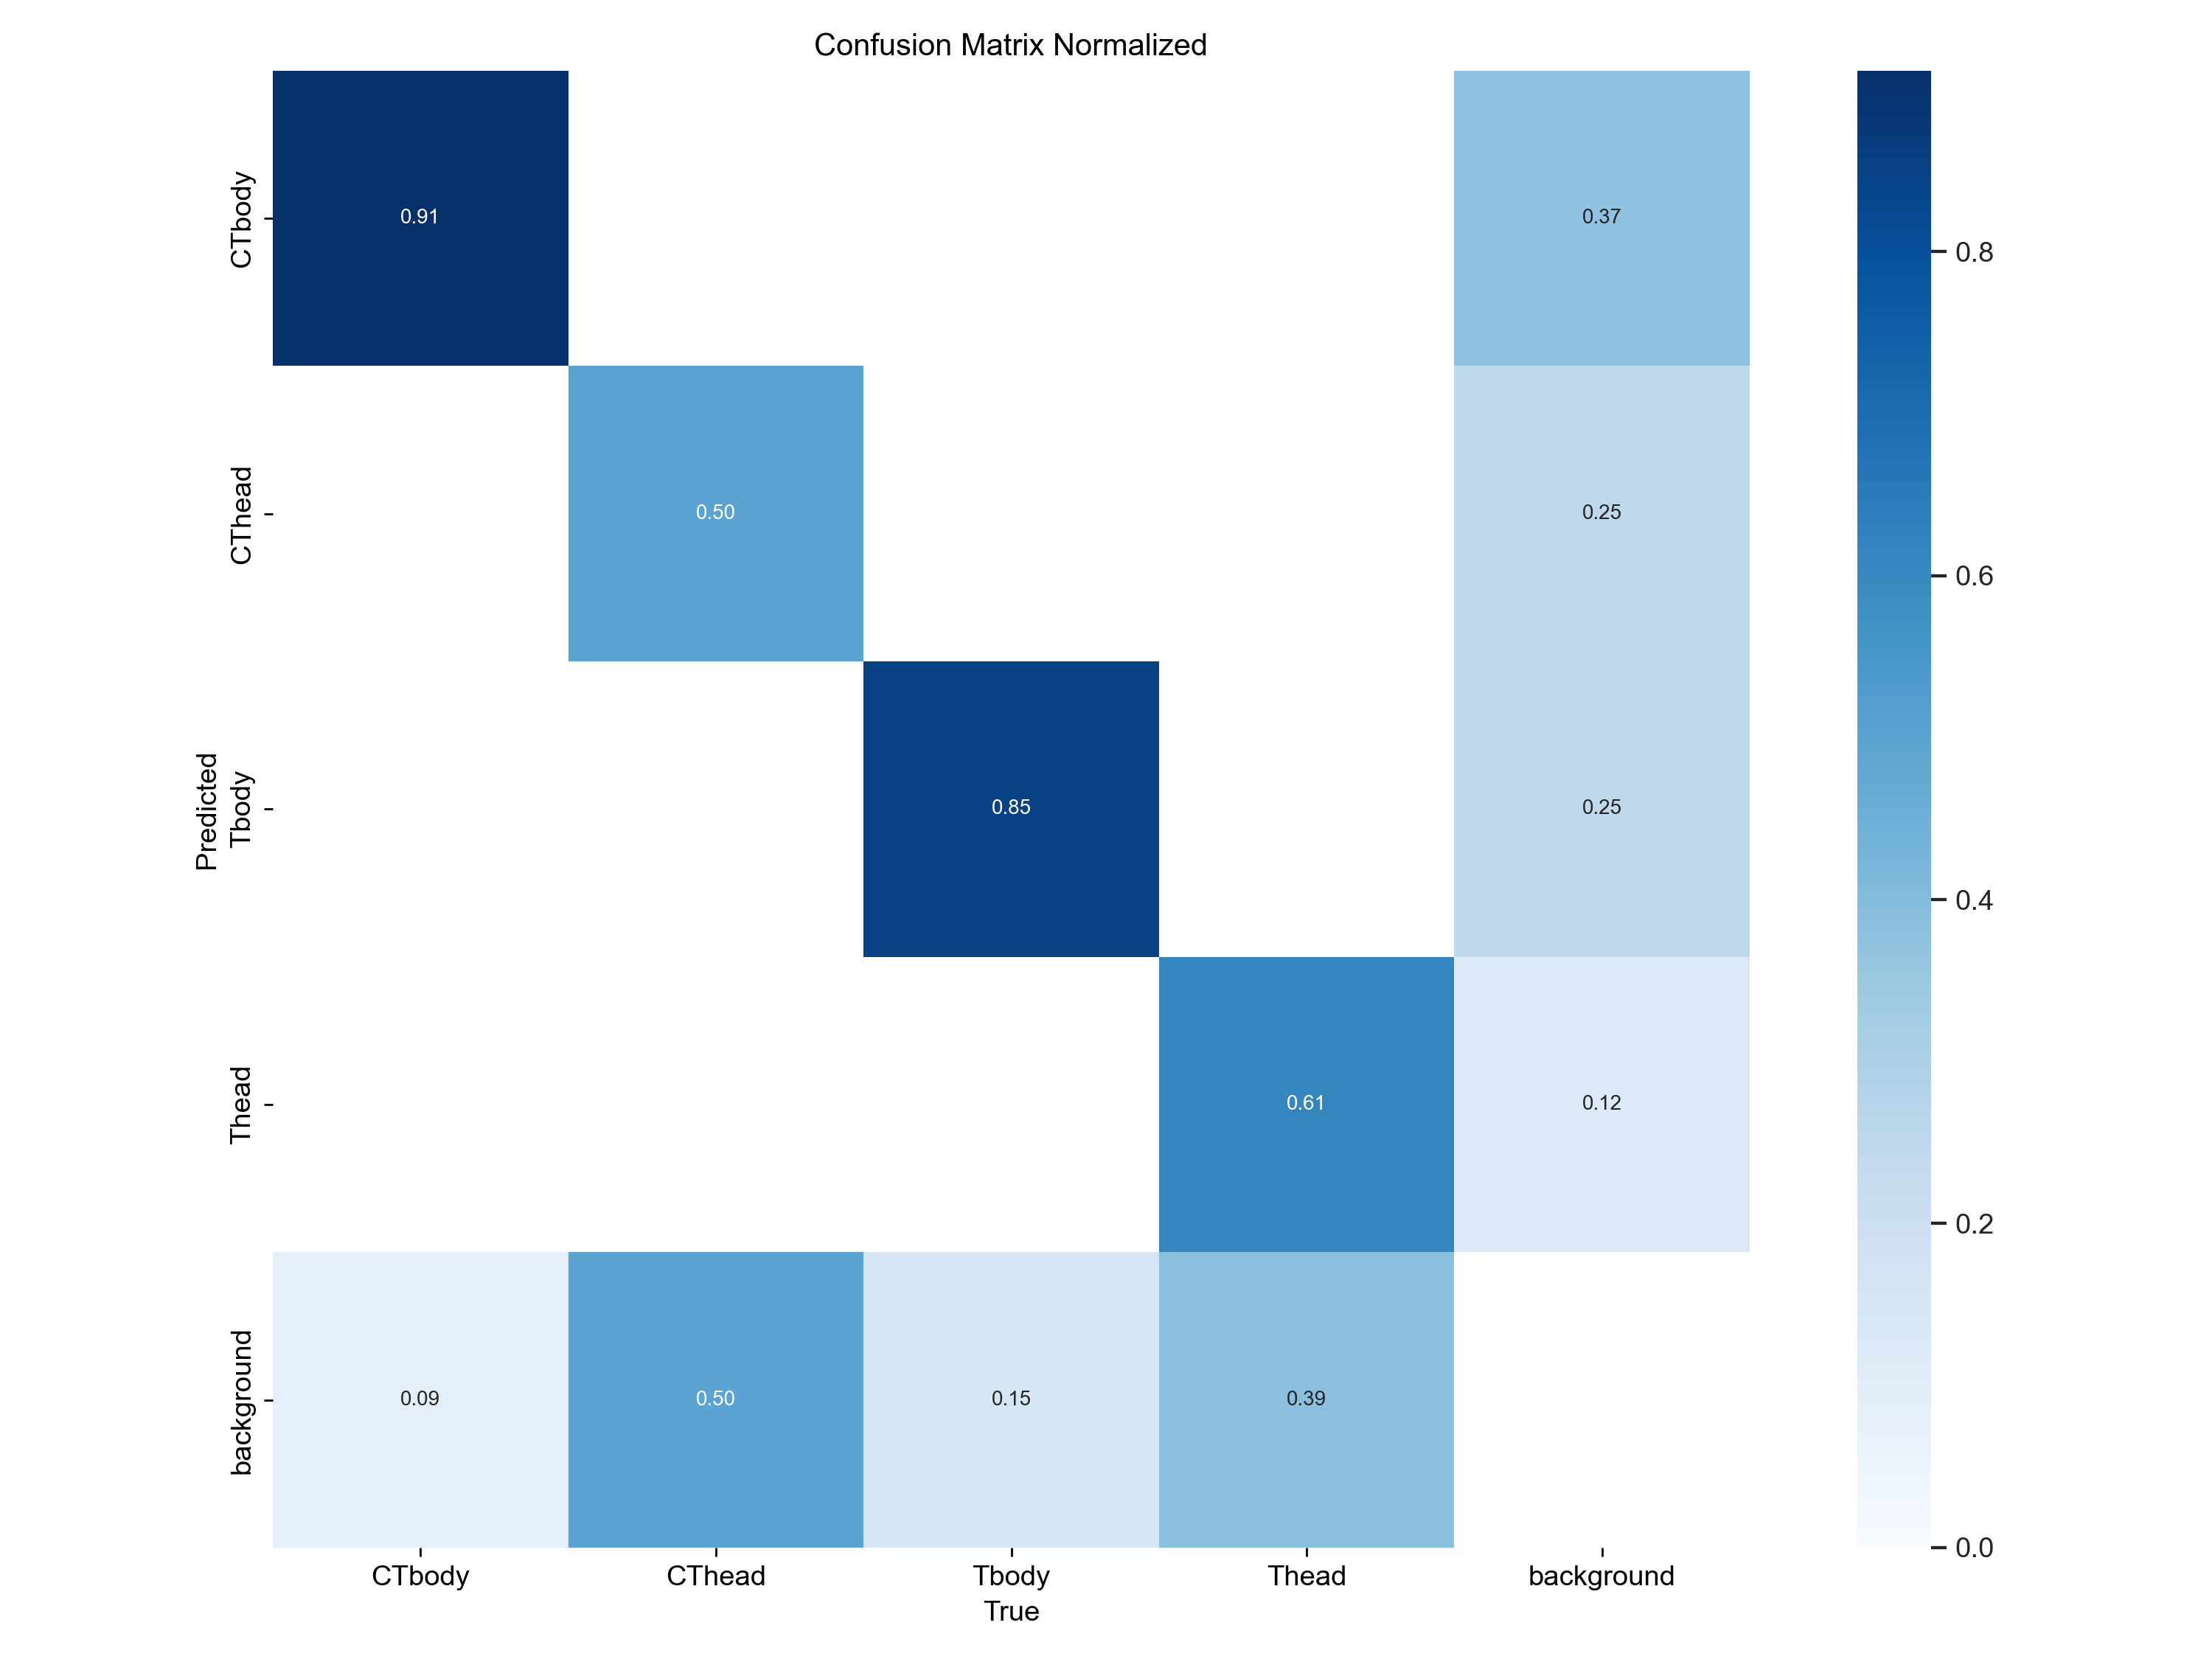 Confusion Matrix Normalized
CTbody
0.91
0.37
0.8
CThead
0.50
0.25
0.6
Predicted
Tbody
0.85
0.25
0.4
Thead
0.61
0.12
0.2
background
0.09
0.50
0.15
0.39
0.0
CTbody
CThead
Tbody
Thead
background
True